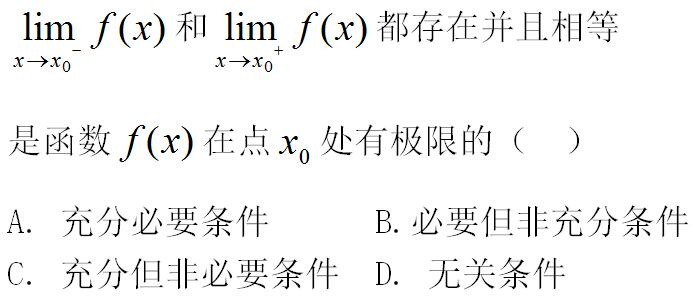 lim f(x) 和 lim f(x) 都存在并且相等
x→x₀⁻ x→x₀⁺
是函数 f(x) 在点 x₀ 处有极限的（ ）
A. 充分必要条件 B. 必要但非充分条件
C. 充分但非必要条件 D. 无关条件